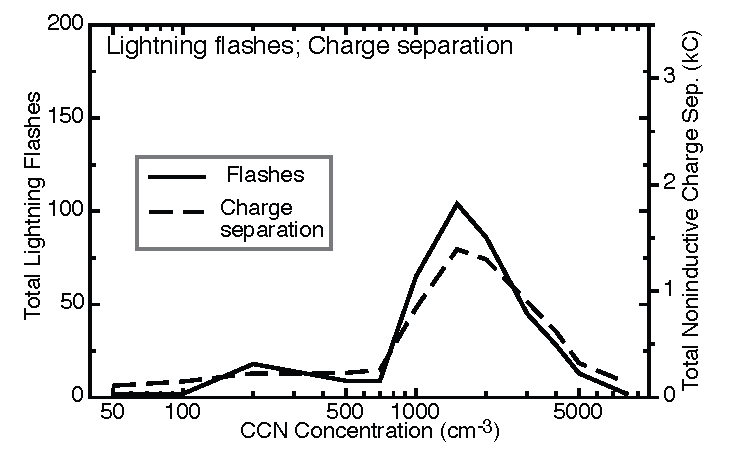 Lightning flashes; Charge separation
200
150
100
50
0
Total Lightning Flashes
Flashes
Charge
separation
3
2
1
0
Total Noninductive Charge Sep. (kC)
50 100 500 1000 5000
CCN Concentration (cm-3)